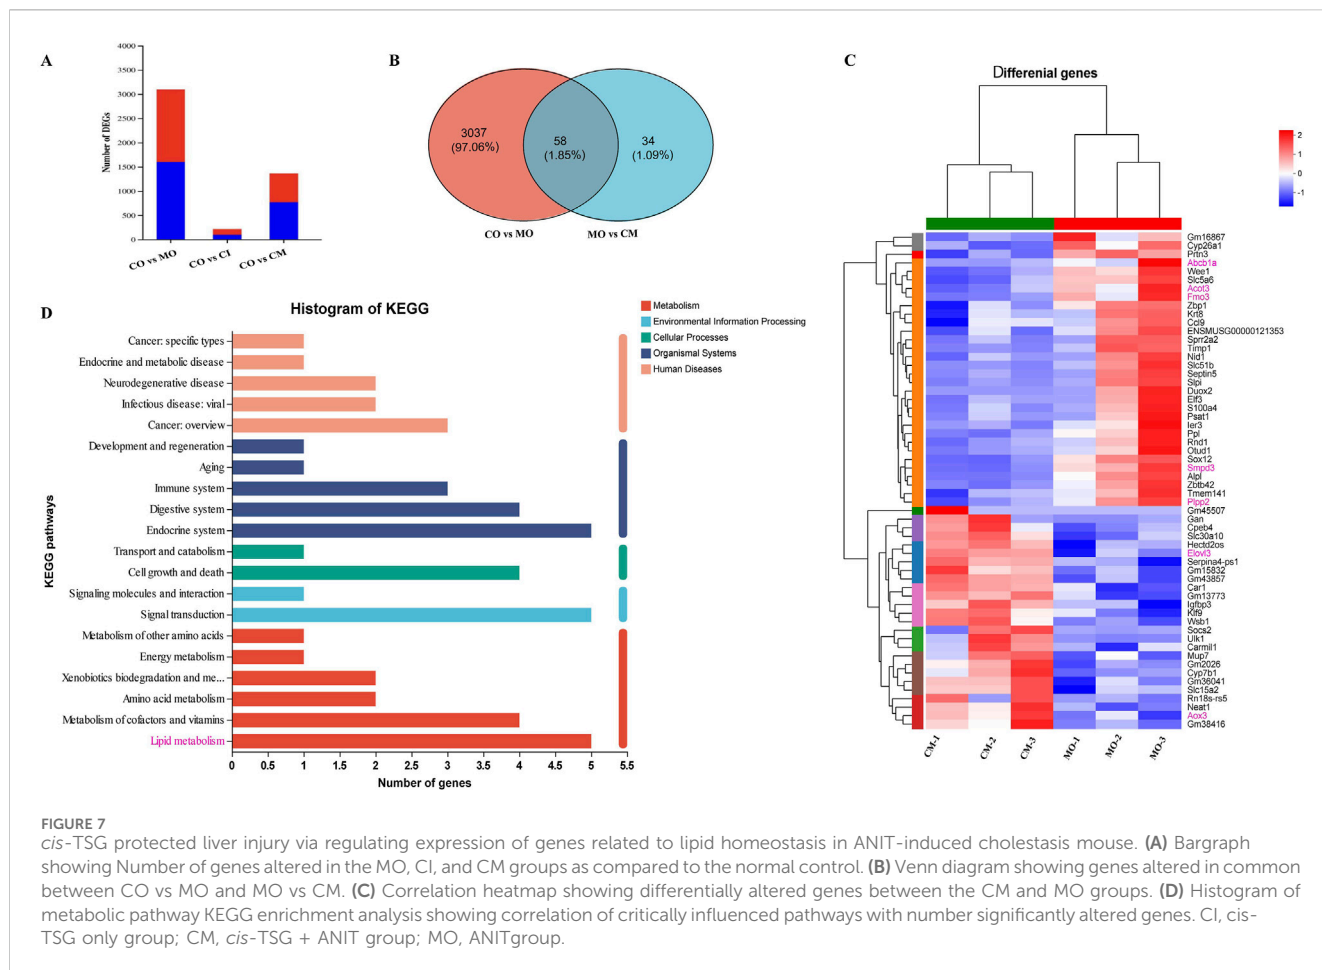 A
Number of DEGs
4000
3500
3000
2500
2000
1500
1000
500
0
CO vs MO
CO vs CI
CO vs CM
B
3037
(97.06%)
58
(1.85%)
34
(1.09%)
CO vs MO
MO vs CM
C
Differenial genes
2
1
0
-1
Gm16867
Cyp26a1
Prtn3
Abcb1a
Wee1
Slc5a6
Acot3
Fmo3
Zbp1
Krt8
Ccl9
ENSMUSG00000121353
Sprr2a2
Timp1
Nid1
Slc51b
Septin5
Slpi
Duox2
Elf3
S100a4
Psat1
Ier3
Ppl
Rnd1
Otud1
Sox12
Smpd3
Alpl
Zbtb42
Tmem141
Plpp2
Gm45507
Gan
Cpeb4
Slc30a10
Hectd2os
Elovl3
Serpina4-ps1
Gm15832
Gm43857
Car1
Gm13773
Igfbp3
Klf9
Wsb1
Socs2
Ulk1
Carmil1
Mup7
Gm2026
Cyp7b1
Gm36041
Slc15a2
Rn18s-rs5
Neat1
Aox3
Gm38416
CM-1
CM-2
CM-3
MO-1
MO-2
MO-3
D
Histogram of KEGG
Metabolism
Environmental Information Processing
Cellular Processes
Organismal Systems
Human Diseases
KEGG pathways
Cancer: specific types
Endocrine and metabolic disease
Neurodegenerative disease
Infectious disease: viral
Cancer: overview
Development and regeneration
Aging
Immune system
Digestive system
Endocrine system
Transport and catabolism
Cell growth and death
Signaling molecules and interaction
Signal transduction
Metabolism of other amino acids
Energy metabolism
Xenobiotics biodegradation and me...
Amino acid metabolism
Metabolism of cofactors and vitamins
Lipid metabolism
0 0.5 1 1.5 2 2.5 3 3.5 4 4.5 5 5.5
Number of genes
FIGURE 7
cis-TSG protected liver injury via regulating expression of genes related to lipid homeostasis in ANIT-induced cholestasis mouse. (A) Bargraph
showing Number of genes altered in the MO, CI, and CM groups as compared to the normal control. (B) Venn diagram showing genes altered in common
between CO vs MO and MO vs CM. (C) Correlation heatmap showing differentially altered genes between the CM and MO groups. (D) Histogram of
metabolic pathway KEGG enrichment analysis showing correlation of critically influenced pathways with number significantly altered genes. CI, cis-
TSG only group; CM, cis-TSG + ANIT group; MO, ANITgroup.